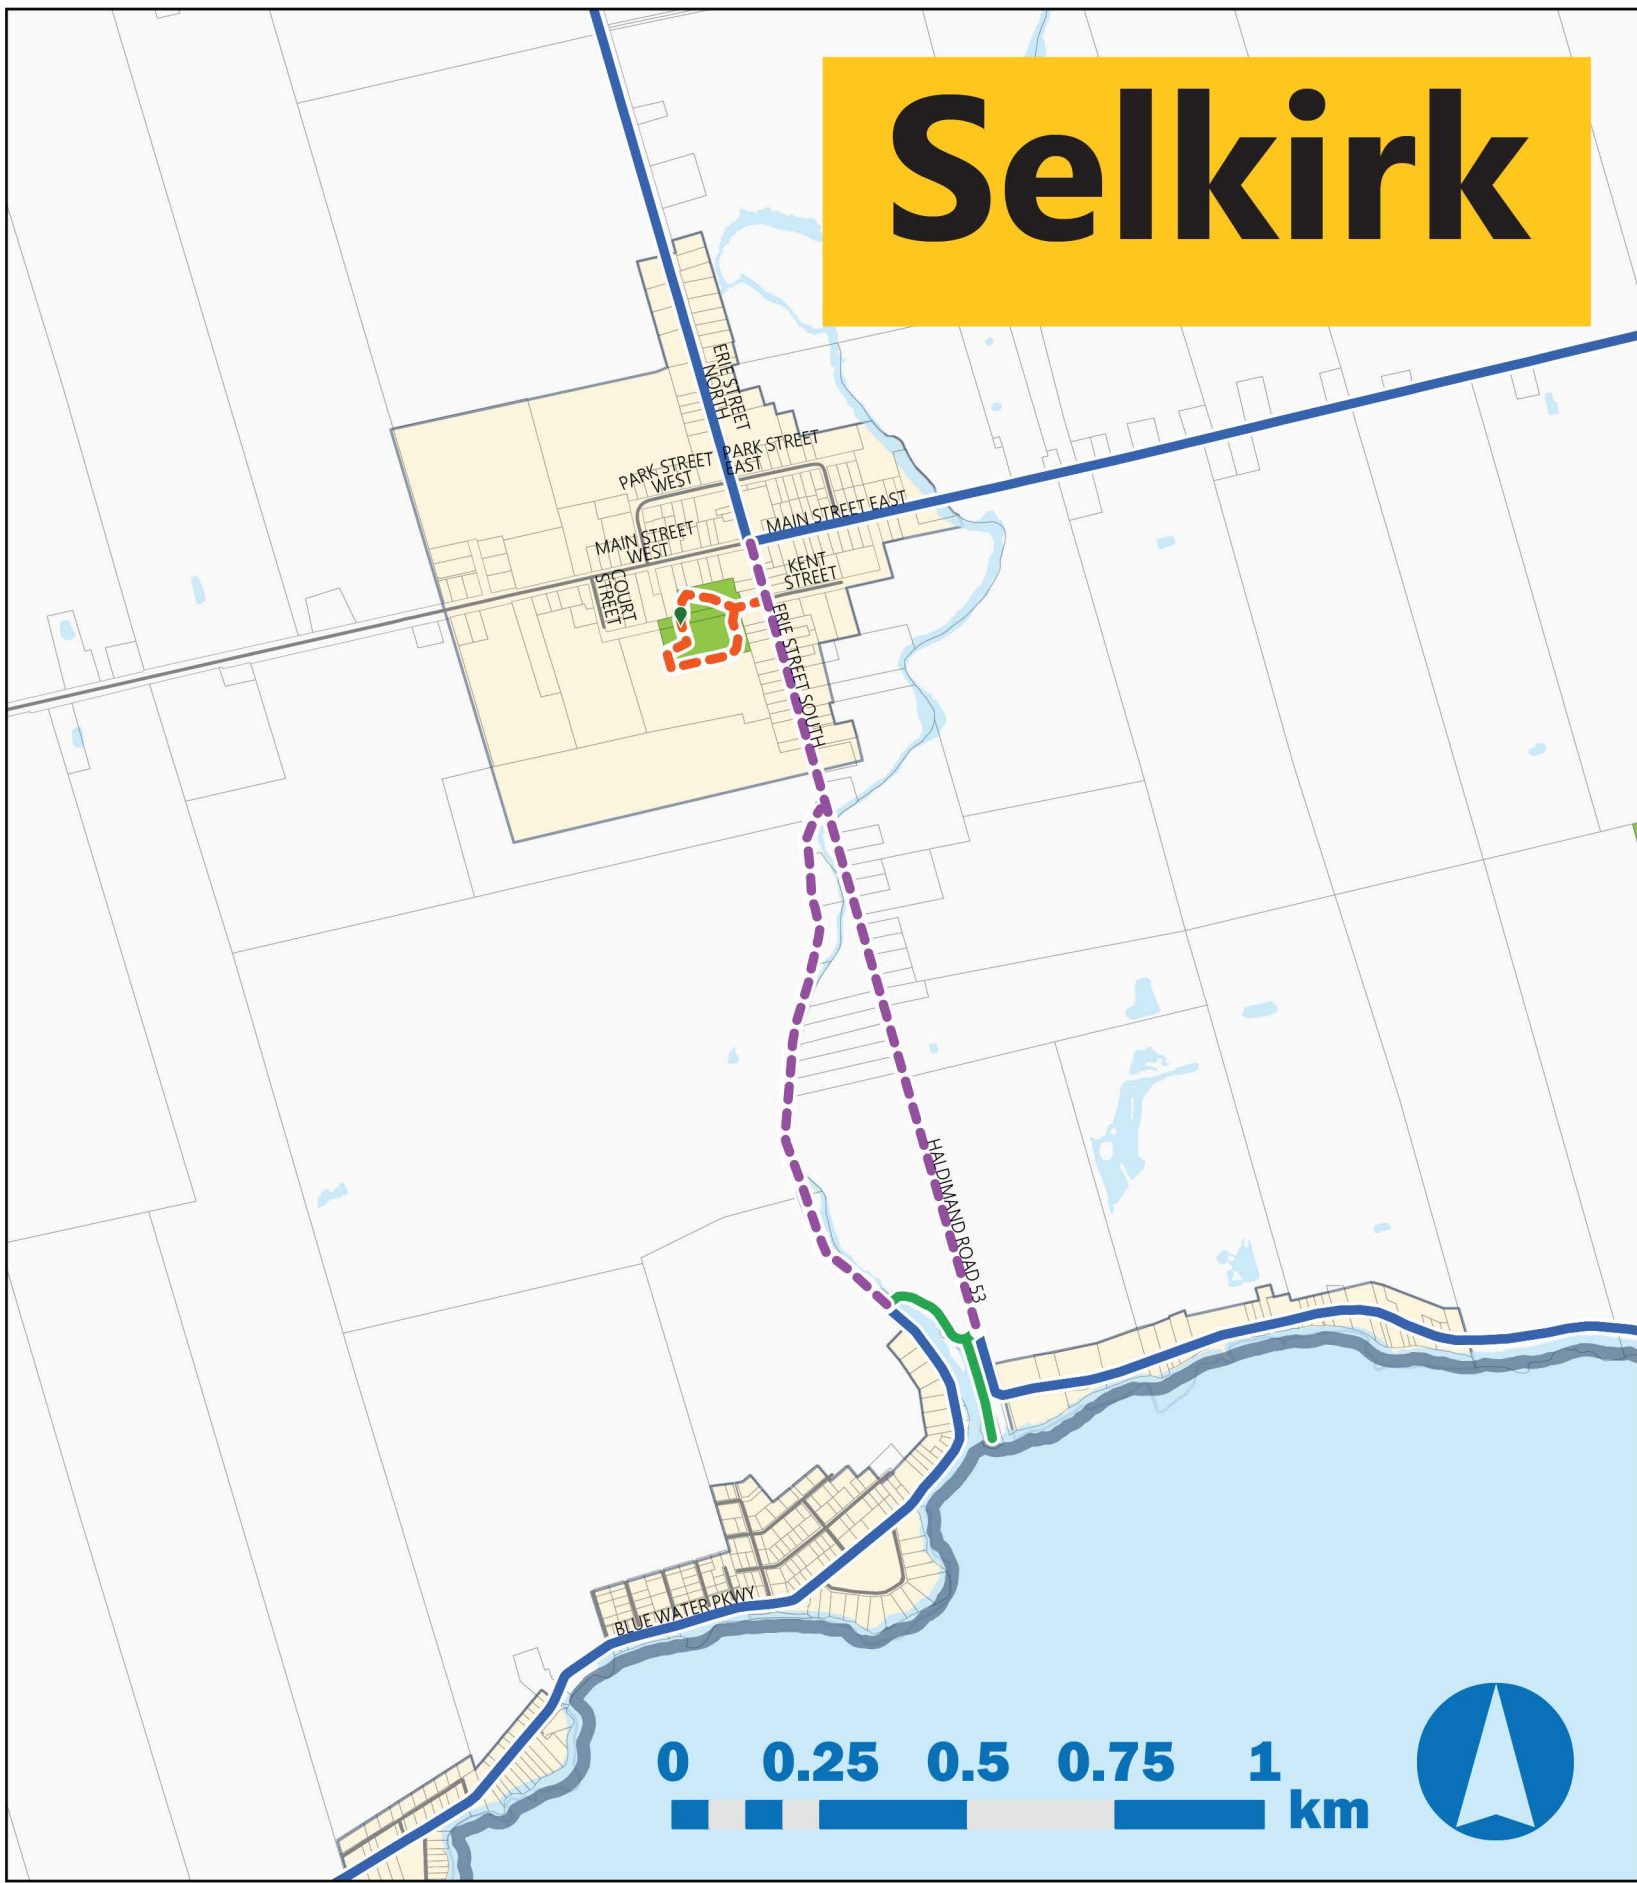 Selkirk
ERIE STREET
NORTH
PARK STREET
EAST
PARK STREET
WEST
MAIN STREET EAST
MAIN STREET
WEST
KENT
STREET
COURT
STREET
ERIE STREET SOUTH
HALDIMAND ROAD 53
BLUE WATER PKWY
0 0.25 0.5 0.75 1
km